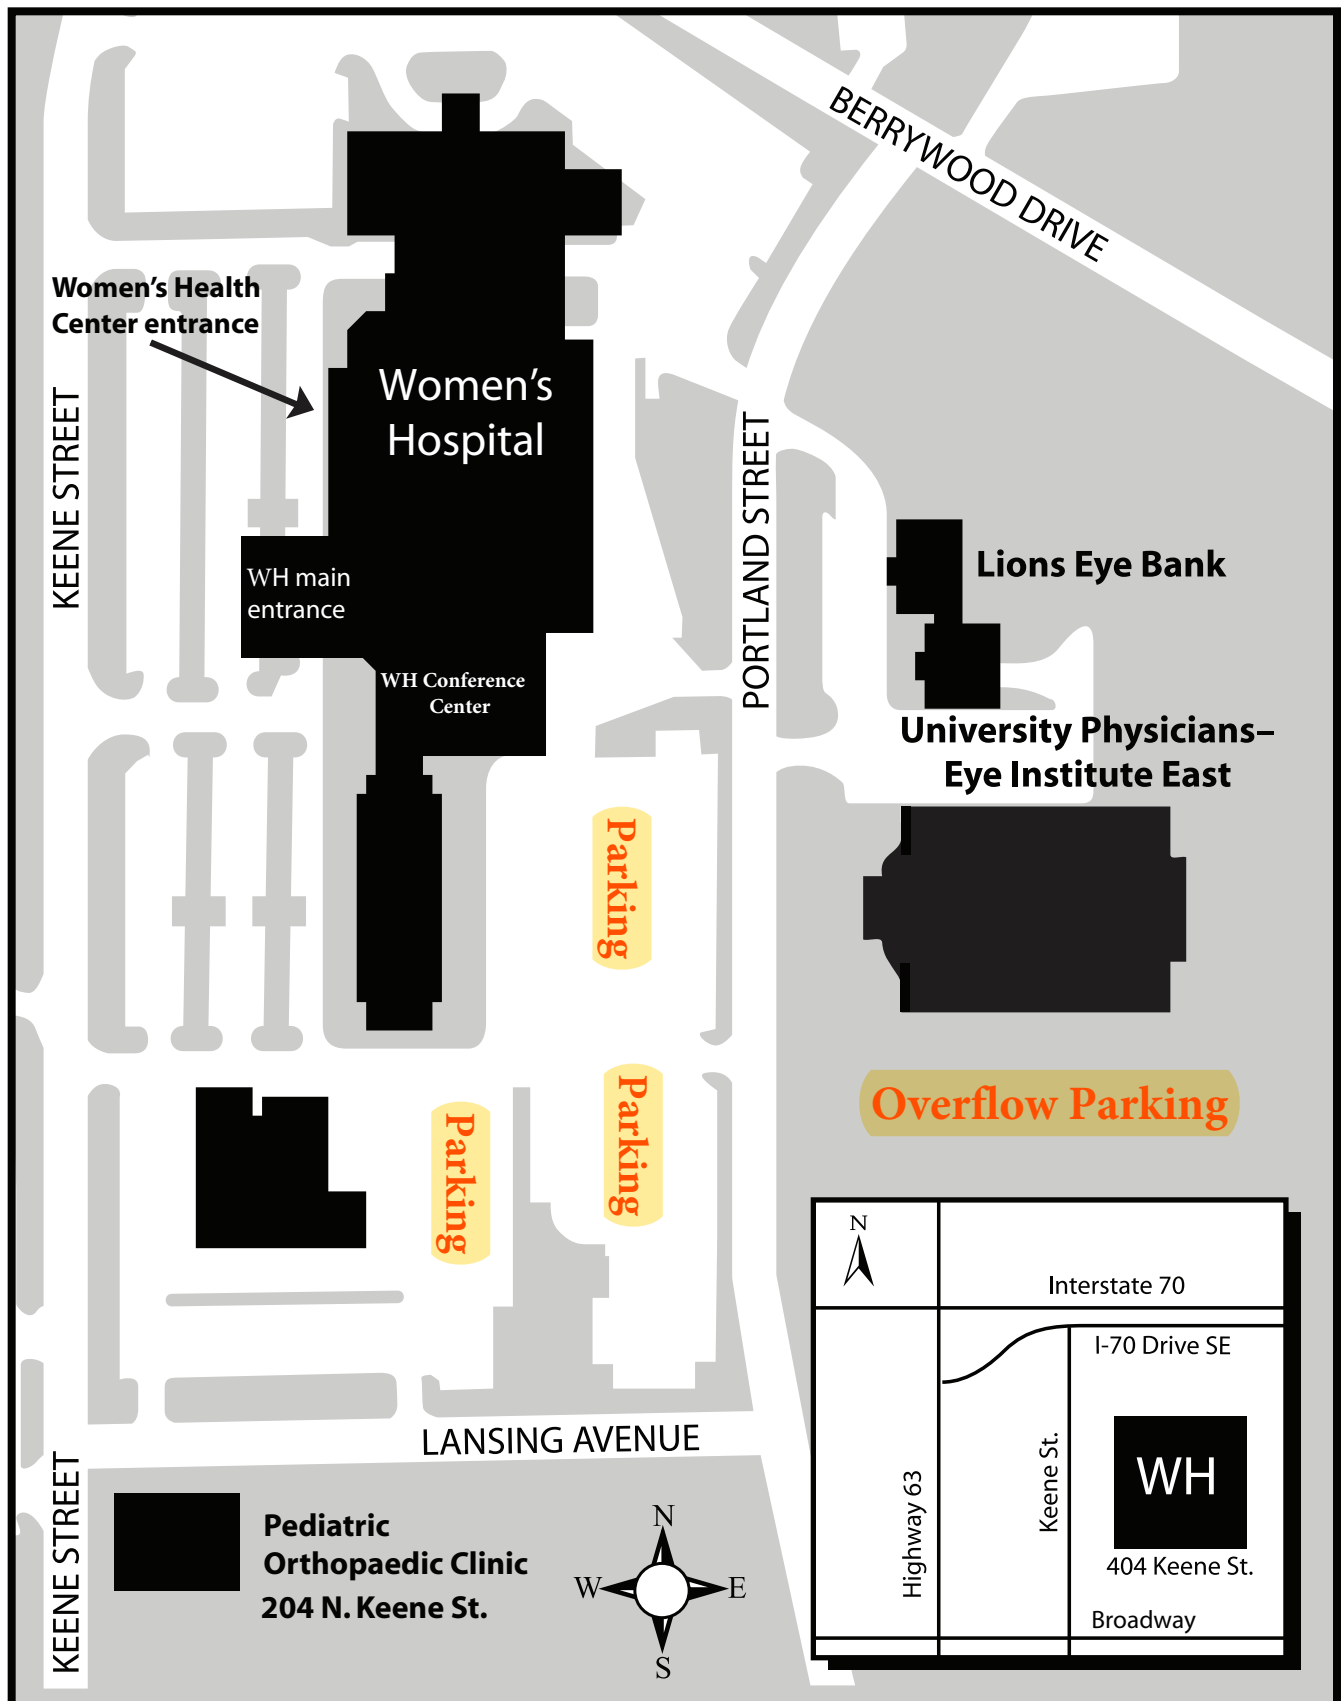 BERRYWOOD DRIVE
Women's Health
Center entrance
Women's
Hospital
KEENE STREET
PORTLAND STREET
WH main
entrance
Lions Eye Bank
WH Conference
Center
University Physicians–
Eye Institute East
Parking
Parking
Parking
Overflow Parking
N
Interstate 70
I-70 Drive SE
Keene St.
Highway 63
WH
404 Keene St.
Broadway
LANSING AVENUE
KEENE STREET
Pediatric
Orthopaedic Clinic
204 N. Keene St.
N
W
E
S